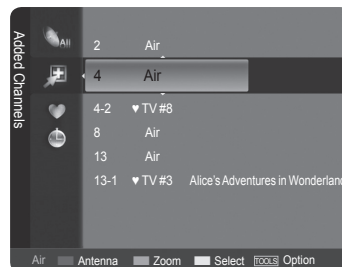 Added Channels
All
2 Air
4 Air
4-2 ♥ TV #8
8 Air
13 Air
13-1 ♥ TV #3 Alice's Adventures in Wonderland
Air Antenna Zoom Select TOOLS Option